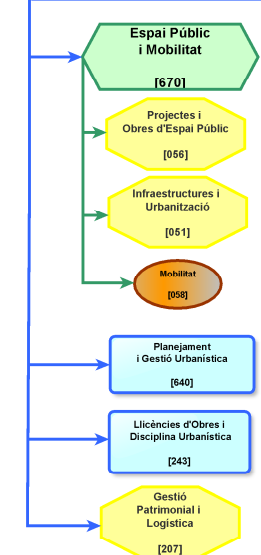 Espai Públic
i Mobilitat
[670]
Projectes i
Obres d'Espai Públic
[056]
Infraestructures i
Urbanització
[051]
Mobilitat
[058]
Planejament
i Gestió Urbanística
[640]
Llicències d'Obres i
Disciplina Urbanística
[243]
Gestió
Patrimonial i
Logística
[207]